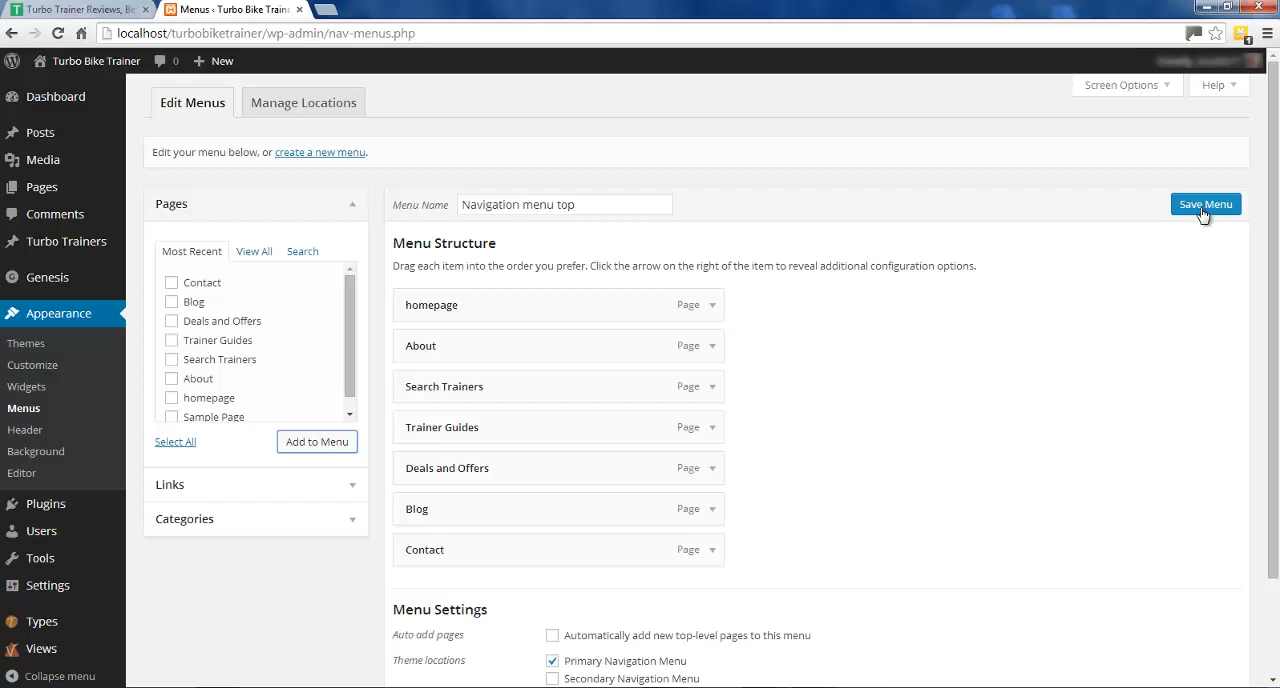 Turbo Trainer Reviews, Be
Menus ‹ Turbo Bike Traine
localhost/turbobiketrainer/wp-admin/nav-menus.php
1
Turbo Bike Trainer
0
New
Dashboard
Posts
Media
Pages
Comments
Turbo Trainers
Genesis
Appearance
Themes
Customize
Widgets
Menus
Header
Background
Editor
Plugins
Users
Tools
Settings
Types
Views
Collapse menu
Screen Options
Help
Edit Menus
Manage Locations
Edit your menu below, or create a new menu.
Pages
Most Recent
View All
Search
Contact
Blog
Deals and Offers
Trainer Guides
Search Trainers
About
homepage
Sample Page
Select All
Add to Menu
Links
Categories
Menu Name
Navigation menu top
Save Menu
Menu Structure
Drag each item into the order you prefer. Click the arrow on the right of the item to reveal additional configuration options.
homepage Page
About Page
Search Trainers Page
Trainer Guides Page
Deals and Offers Page
Blog Page
Contact Page
Menu Settings
Auto add pages
Automatically add new top-level pages to this menu
Theme locations
Primary Navigation Menu
Secondary Navigation Menu